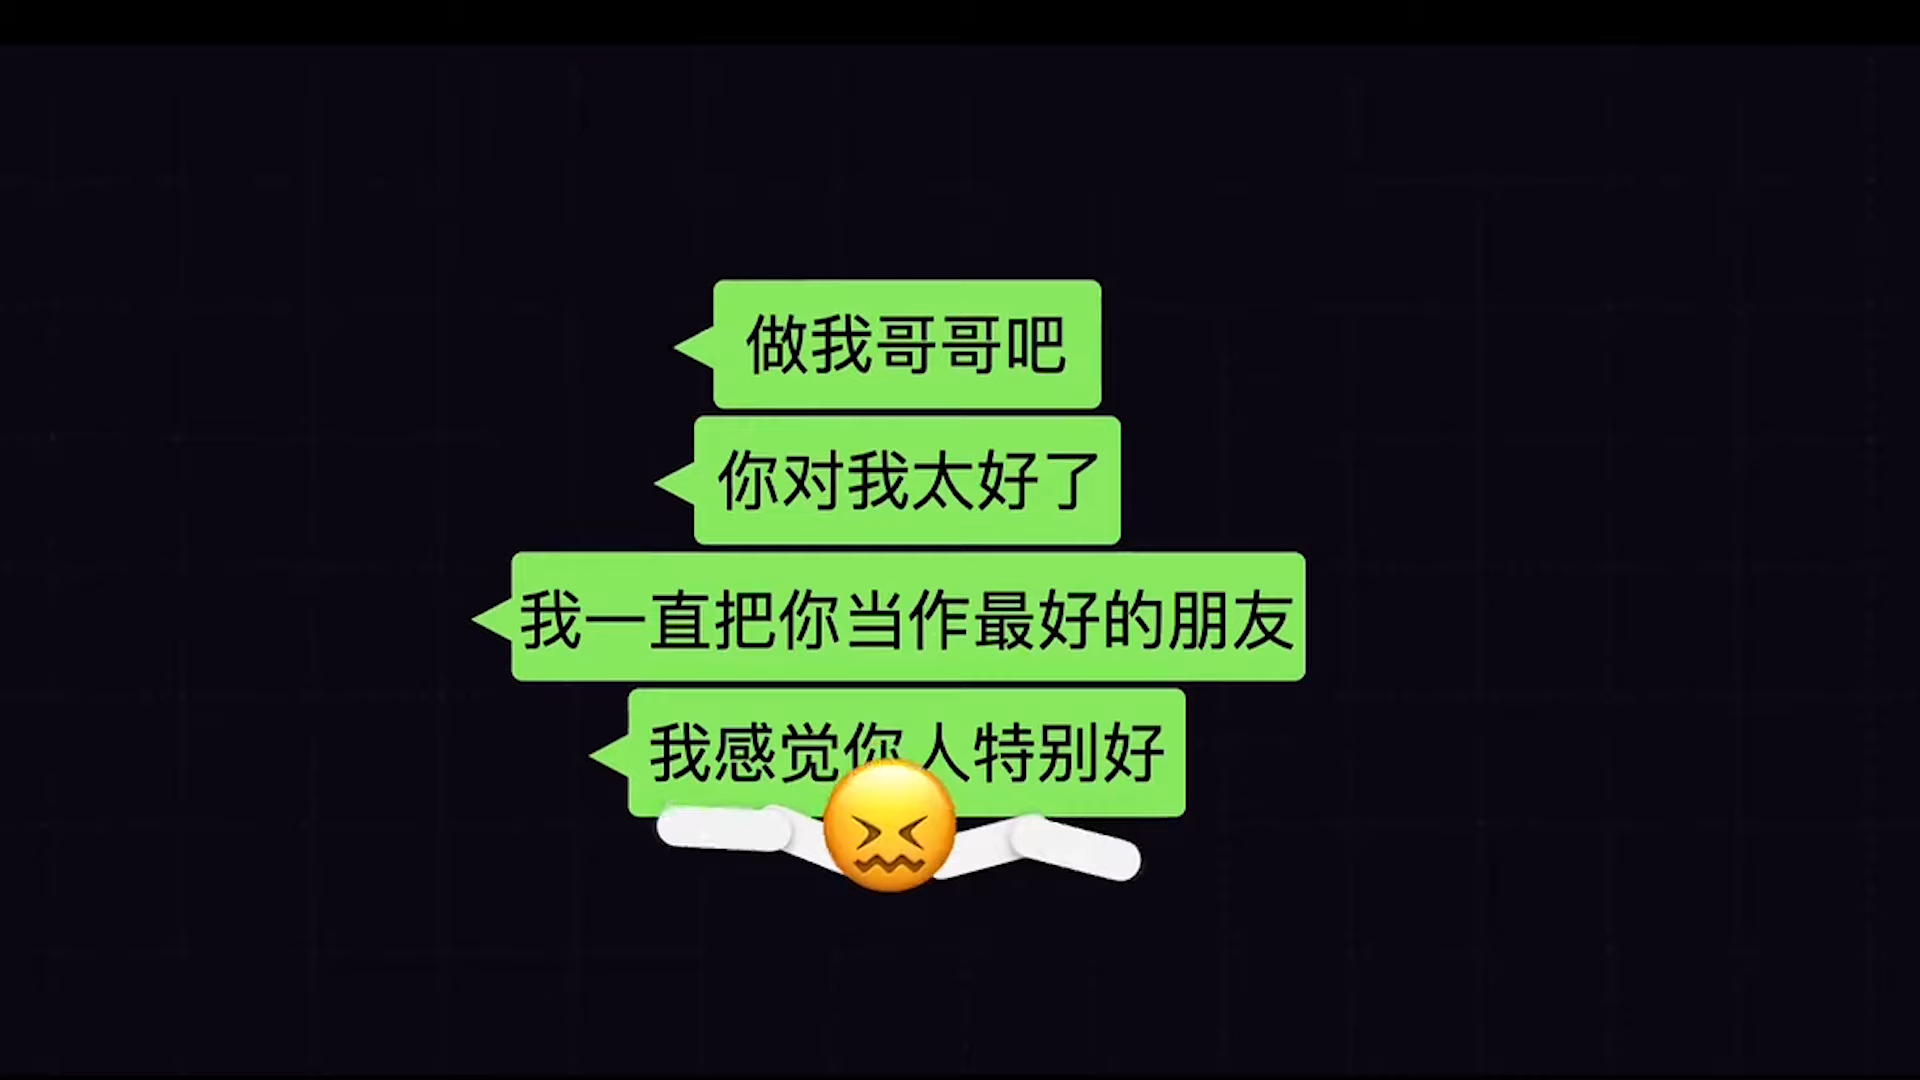 做我哥哥吧
你对我太好了
我一直把你当作最好的朋友
我感觉你人特别好